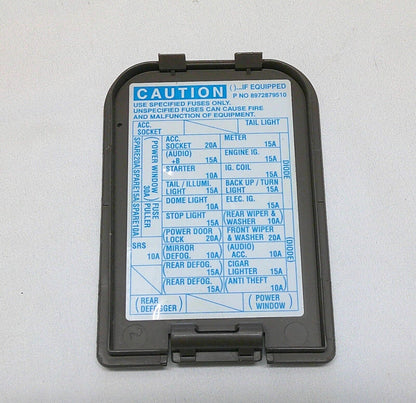 CAUTION
( )...IF EQUIPPED
P NO 8972879510
USE SPECIFIED FUSES ONLY.
UNSPECIFIED FUSES CAN CAUSE FIRE
AND MALFUNCTION OF EQUIPMENT.
ACC.
SOCKET
TAIL LIGHT
SPARE20A
SPARE15A
SPARE10A
(POWER WINDOW)
30A
FUSE
PULLER
SRS
10A
ACC.
SOCKET 20A
METER
15A
(AUDIO)
+B 15A
ENGINE IG.
15A
STARTER
10A
IG. COIL
15A
TAIL / ILLUMI.
LIGHT 15A
BACK UP / TURN
LIGHT 15A
DOME LIGHT
10A
ELEC. IG.
15A
STOP LIGHT
15A
(REAR WIPER &
WASHER) 10A
(POWER DOOR
LOCK 20A
FRONT WIPER
& WASHER 20A
(MIRROR
DEFOG.) 10A
(AUDIO)
ACC. 10A
(REAR DEFOG.)
15A
CIGAR
LIGHTER 15A
(REAR DEFOG.)
15A
(ANTI THEFT)
10A
DIODE
(DIODE)
(REAR
DEFOGGER)
(POWER
WINDOW)